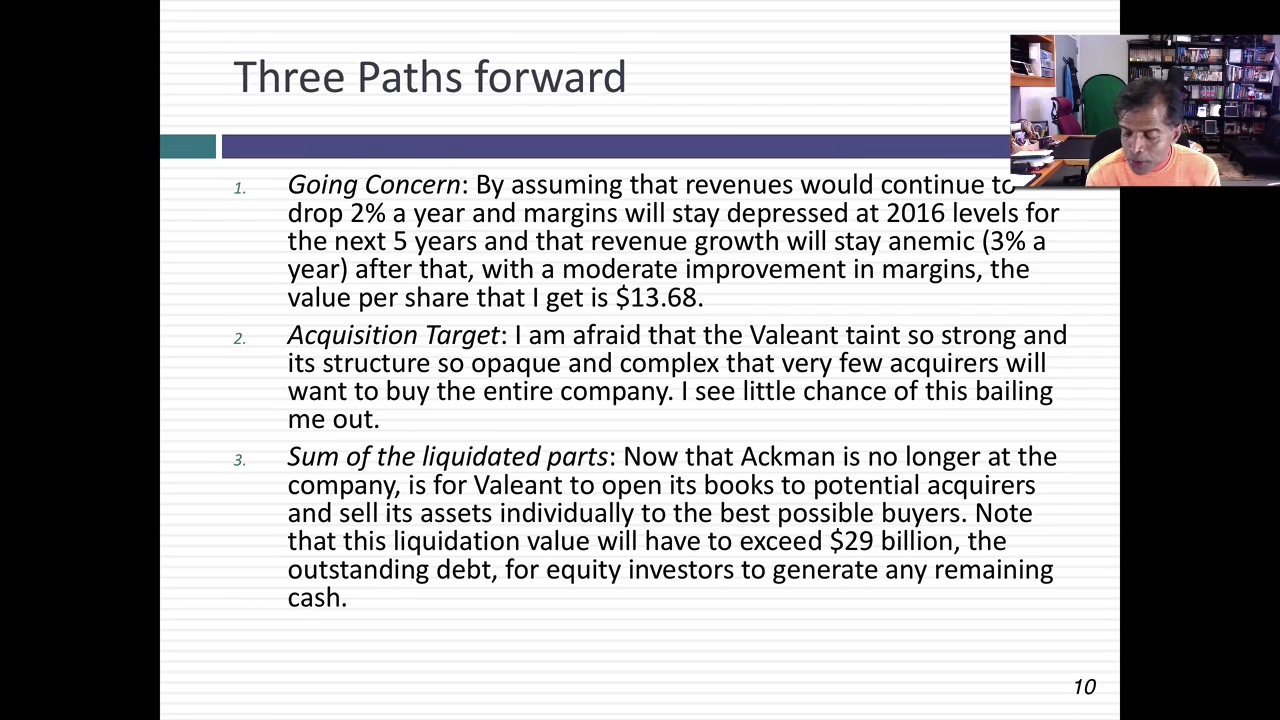 Three Paths forward
1. Going Concern: By assuming that revenues would continue to
drop 2% a year and margins will stay depressed at 2016 levels for
the next 5 years and that revenue growth will stay anemic (3% a
year) after that, with a moderate improvement in margins, the
value per share that I get is $13.68.
2. Acquisition Target: I am afraid that the Valeant taint so strong and
its structure so opaque and complex that very few acquirers will
want to buy the entire company. I see little chance of this bailing
me out.
3. Sum of the liquidated parts: Now that Ackman is no longer at the
company, is for Valeant to open its books to potential acquirers
and sell its assets individually to the best possible buyers. Note
that this liquidation value will have to exceed $29 billion, the
outstanding debt, for equity investors to generate any remaining
cash.
10